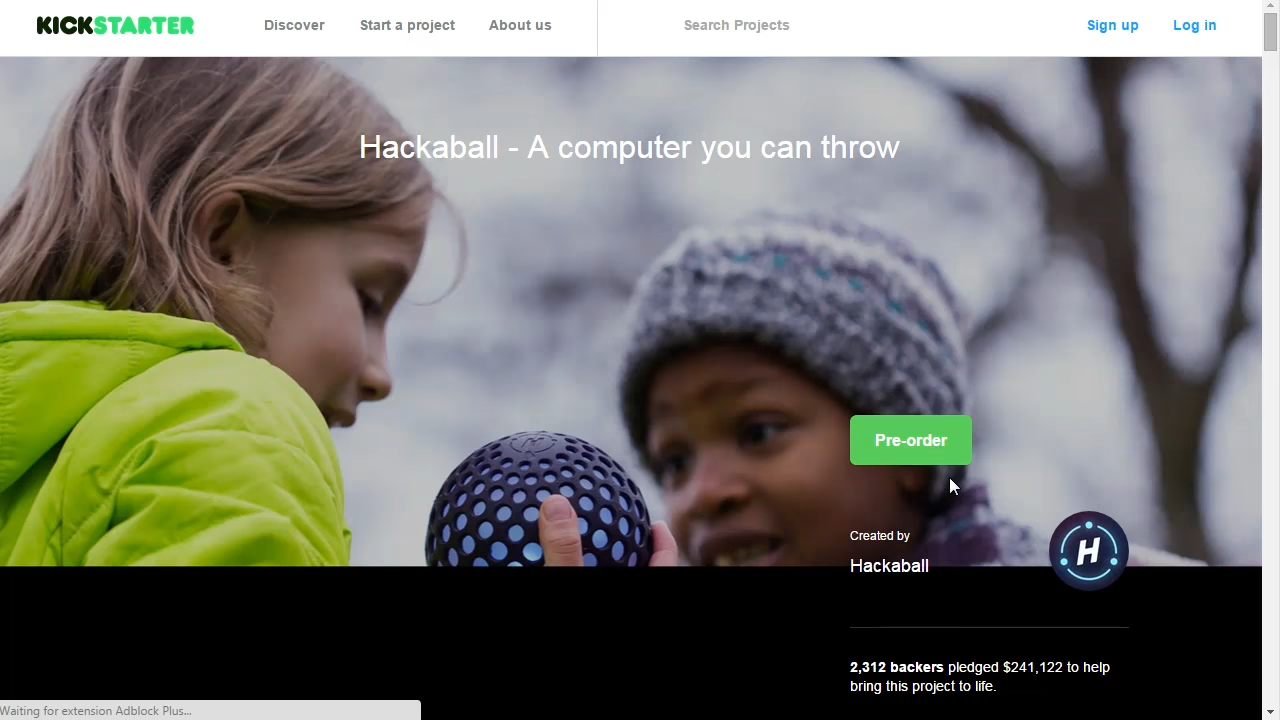 KICKSTARTER
Discover
Start a project
About us
Search Projects
Sign up
Log in
Hackaball - A computer you can throw
Pre-order
Created by
Hackaball
H
2,312 backers pledged $241,122 to help
bring this project to life.
Waiting for extension Adblock Plus...